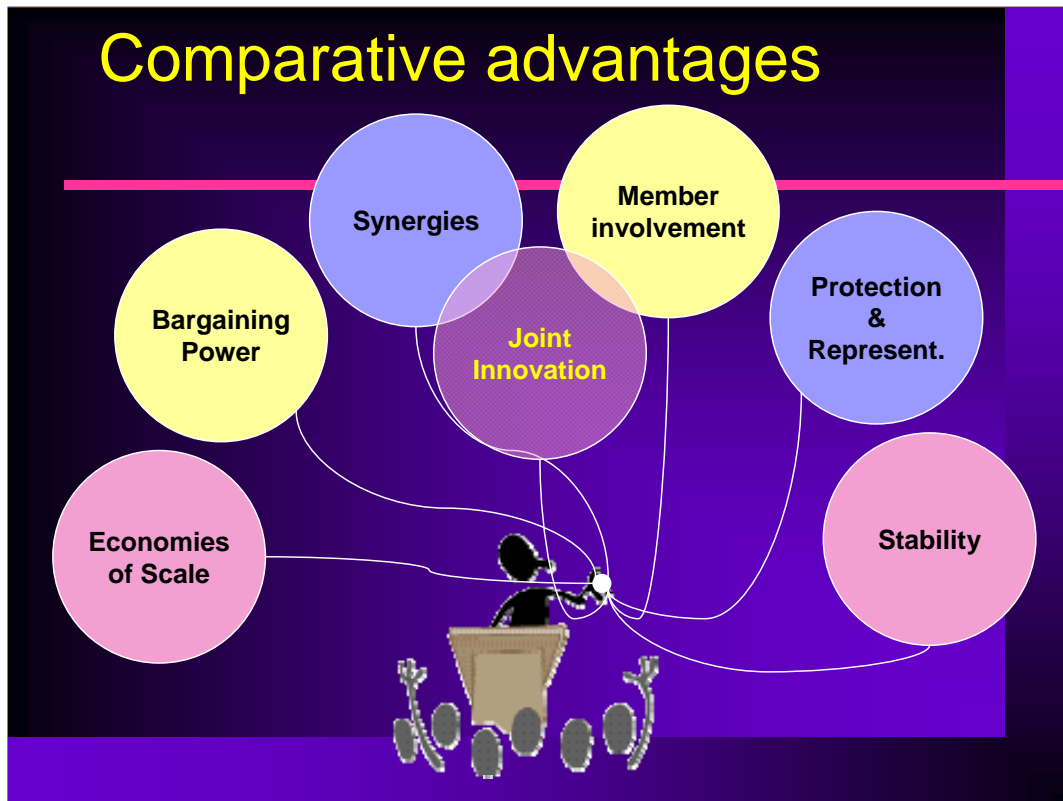 Comparative advantages
Synergies
Member
involvement
Bargaining
Power
Joint
Innovation
Protection
&
Represent.
Economies
of Scale
Stability